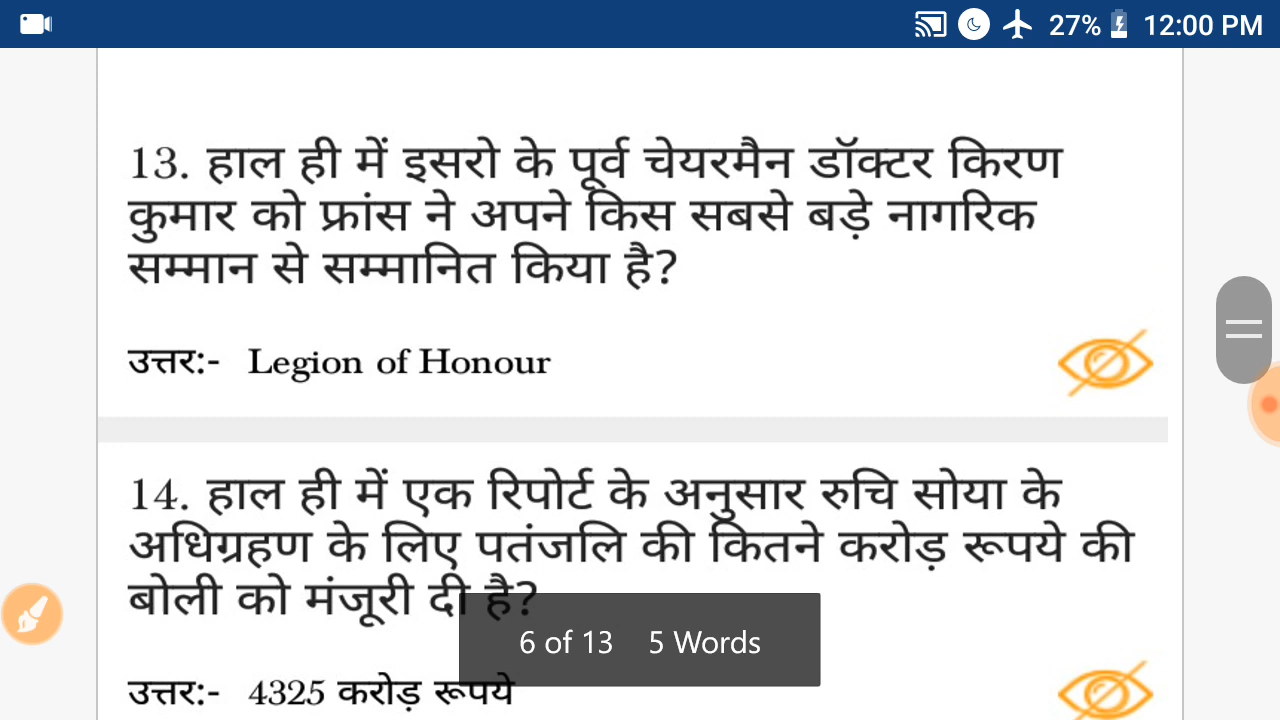 27% 12:00 PM
13. हाल ही में इसरो के पूर्व चेयरमैन डॉक्टर किरण
कुमार को फ्रांस ने अपने किस सबसे बड़े नागरिक
सम्मान से सम्मानित किया है?
उत्तर:- Legion of Honour
14. हाल ही में एक रिपोर्ट के अनुसार रुचि सोया के
अधिग्रहण के लिए पतंजलि की कितने करोड़ रूपये की
बोली को मंजूरी दी है?
6 of 13 5 Words
उत्तर:- 4325 करोड़ रूपये